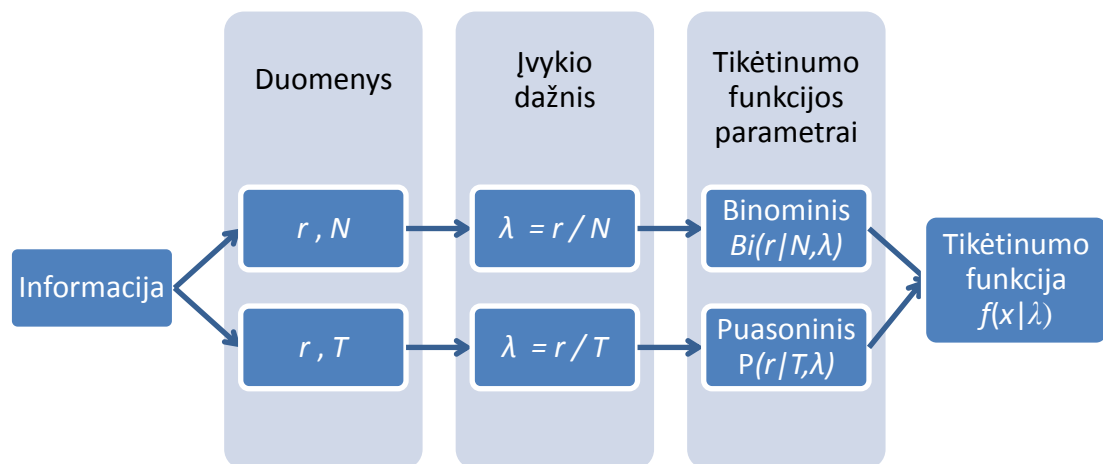 Duomenys
Įvykio
dažnis
Tikėtinumo
funkcijos
parametrai
Informacija
r , N
λ = r / N
Binominis
Bi(r|N,λ)
r , T
λ = r / T
Puasoninis
P(r|T,λ)
Tikėtinumo
funkcija
f(x|λ)